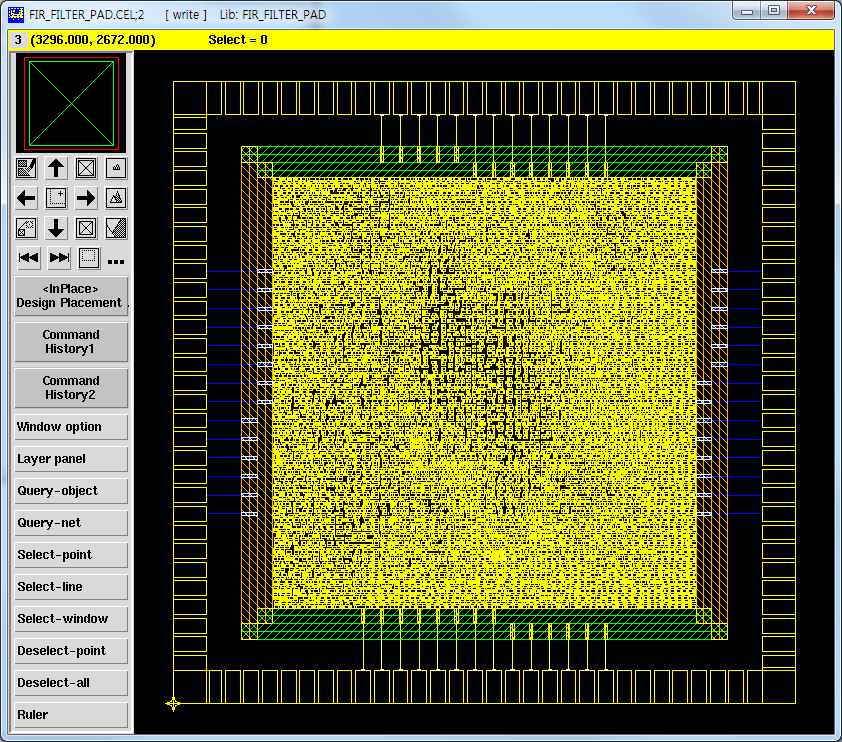 FIR_FILTER_PAD.CEL;2 [ write ] Lib: FIR_FILTER_PAD
3 (3296.000, 2672.000) Select = 0
<InPlace>
Design Placement
Command
History1
Command
History2
Window option
Layer panel
Query-object
Query-net
Select-point
Select-line
Select-window
Deselect-point
Deselect-all
Ruler